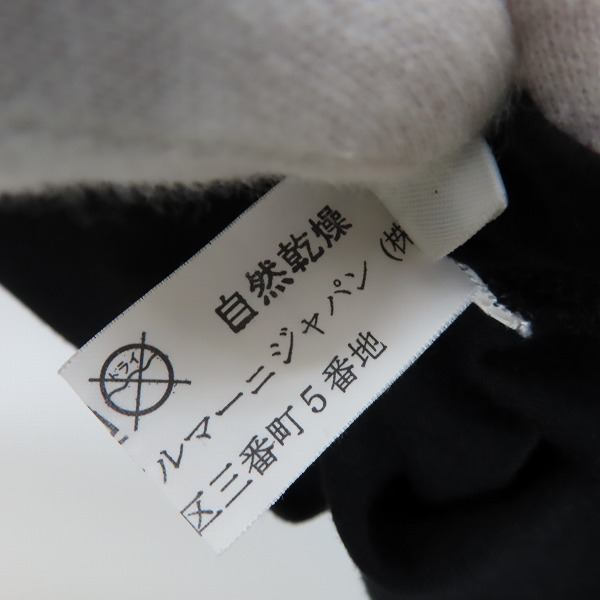 自然乾燥
ドライ
ルマーニジャパン(株
区三番町5番地